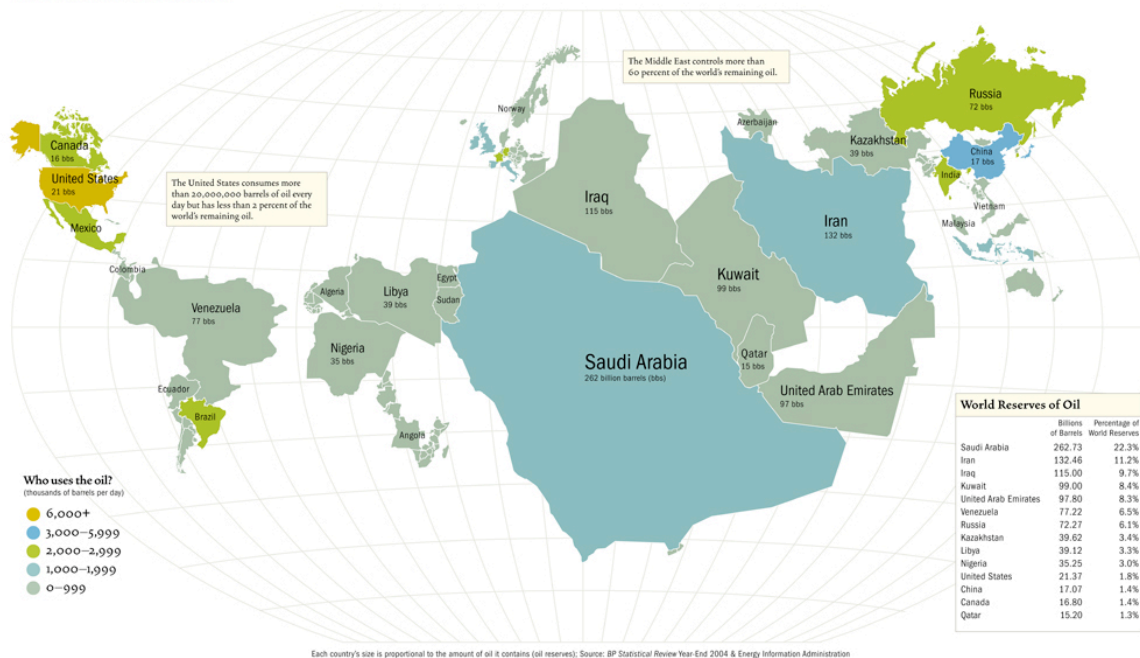 The Middle East controls more than
60 percent of the world's remaining oil.
Norway
Azerbaijan
Russia
72 bbs
Kazakhstan
39 bbs
China
17 bbs
India
Vietnam
Malaysia
Canada
16 bbs
United States
21 bbs
Mexico
The United States consumes more
than 20,000,000 barrels of oil every
day but has less than 2 percent of the
world's remaining oil.
Iraq
115 bbs
Iran
132 bbs
Kuwait
99 bbs
Colombia
Venezuela
77 bbs
Algeria
Libya
39 bbs
Egypt
Sudan
Nigeria
35 bbs
Saudi Arabia
262 billion barrels (bbs)
Qatar
15 bbs
United Arab Emirates
97 bbs
Ecuador
Brazil
Angola
Who uses the oil?
(thousands of barrels per day)
6,000+
3,000–5,999
2,000–2,999
1,000–1,999
0–999
World Reserves of Oil
Billions of Barrels Percentage of World Reserves
Saudi Arabia 262.73 22.3%
Iran 132.46 11.2%
Iraq 115.00 9.7%
Kuwait 99.00 8.4%
United Arab Emirates 97.80 8.3%
Venezuela 77.22 6.5%
Russia 72.27 6.1%
Kazakhstan 39.62 3.4%
Libya 39.12 3.3%
Nigeria 35.25 3.0%
United States 21.37 1.8%
China 17.07 1.4%
Canada 16.80 1.4%
Qatar 15.20 1.3%
Each country's size is proportional to the amount of oil it contains (oil reserves); Source: BP Statistical Review Year-End 2004 & Energy Information Administration